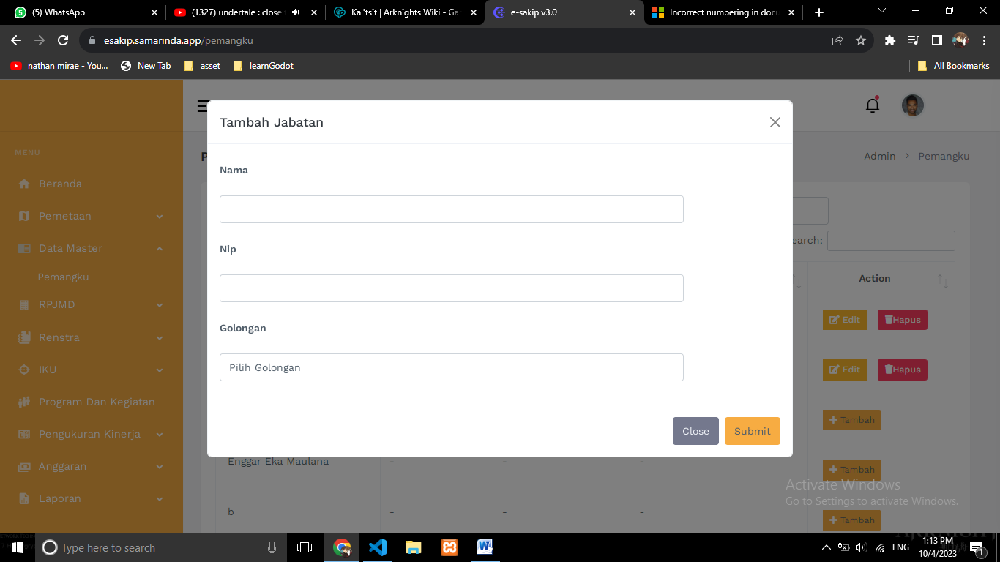 (5) WhatsApp
(1327) undertale : close
Kal'tsit | Arknights Wiki - Ga
e-sakip v3.0
Incorrect numbering in docu
esakip.samarinda.app/pemangku
nathan mirae - You...
New Tab
asset
learnGodot
All Bookmarks
Tambah Jabatan
MENU
P
Admin > Pemangku
Nama
Beranda
Pemetaan
earch:
Nip
Data Master
Pemangku
Action
RPJMD
Edit Hapus
Golongan
Renstra
Pilih Golongan
IKU
Edit Hapus
Program Dan Kegiatan
Tambah
Pengukuran Kinerja
Close Submit
Enggar Eka Maulana - - -
Anggaran
Tambah
Activate Windows
Go to Settings to activate Windows.
Laporan
b - - -
Tambah
Type here to search
ENG
1:13 PM
10/4/2023
1